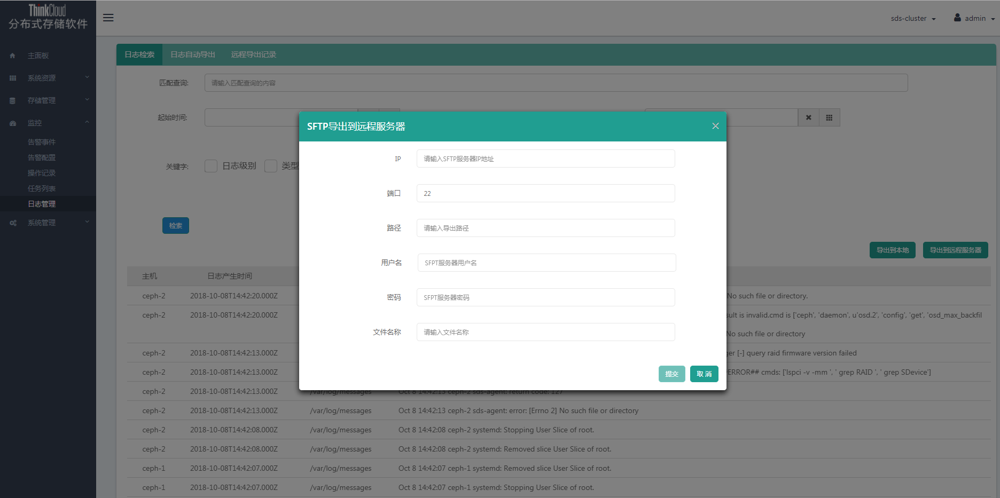 ThinkCloud
分布式存储软件
sds-cluster
admin
主面板
系统资源
存储管理
监控
告警事件
告警配置
操作记录
任务列表
日志管理
系统管理
日志检索 日志自动导出 远程导出记录
匹配查询: 请输入匹配查询的内容
起始时间:
关键字: 日志级别 类型
检索
导出到本地 导出到远程服务器
SFTP导出到远程服务器
IP 请输入SFTP服务器IP地址
端口 22
路径 请输入导出路径
用户名 SFPT服务器用户名
密码 SFPT服务器密码
文件名称 请输入文件名称
提交 取 消
主机 日志产生时间
ceph-2 2018-10-08T14:42:20.000Z No such file or directory.
ceph-2 2018-10-08T14:42:20.000Z sult is invalid.cmd is ['ceph', 'daemon', u'osd.2', 'config', 'get', 'osd_max_backfil
No such file or directory
ceph-2 2018-10-08T14:42:13.000Z ger [-] query raid firmware version failed
ceph-2 2018-10-08T14:42:13.000Z ERROR## cmds: ['lspci -v -mm ', ' grep RAID ', ' grep SDevice']
ceph-2 2018-10-08T14:42:13.000Z /var/log/messages Oct 8 14:42:13 ceph-2 sds-agent: return code: 127
ceph-2 2018-10-08T14:42:13.000Z /var/log/messages Oct 8 14:42:13 ceph-2 sds-agent: error: [Errno 2] No such file or directory
ceph-2 2018-10-08T14:42:08.000Z /var/log/messages Oct 8 14:42:08 ceph-2 systemd: Stopping User Slice of root.
ceph-2 2018-10-08T14:42:08.000Z /var/log/messages Oct 8 14:42:08 ceph-2 systemd: Removed slice User Slice of root.
ceph-1 2018-10-08T14:42:07.000Z /var/log/messages Oct 8 14:42:07 ceph-1 systemd: Removed slice User Slice of root.
ceph-1 2018-10-08T14:42:07.000Z /var/log/messages Oct 8 14:42:07 ceph-1 systemd: Stopping User Slice of root.